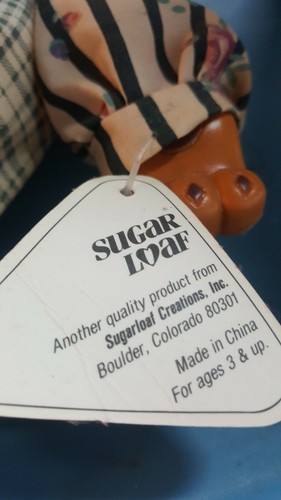 SUGAR
LOAF
Another quality product from
Sugarloaf Creations, Inc.
Boulder, Colorado 80301
Made in China
For ages 3 & up.